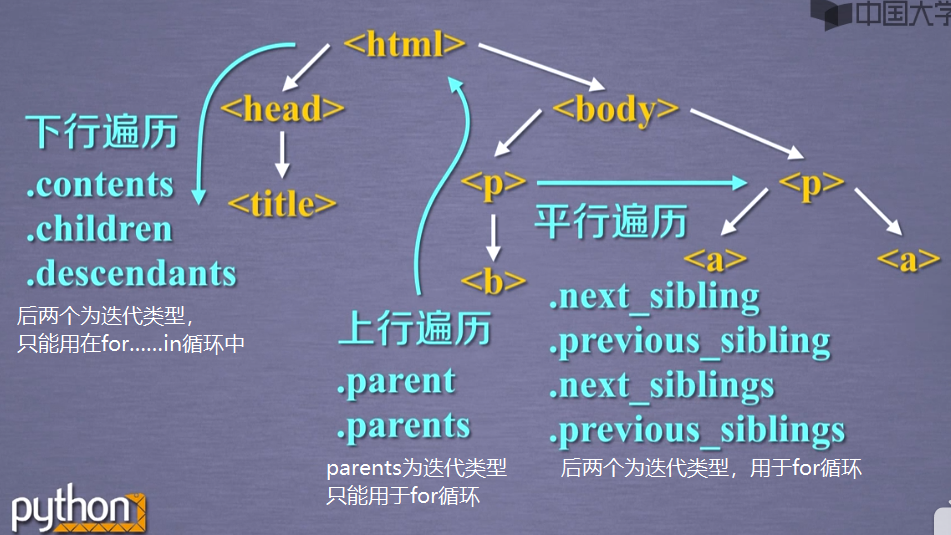 中国大学
<html>
<head>
<body>
下行遍历
.contents
.children
.descendants
后两个为迭代类型，
只能用在for......in循环中
<title>
<p>
<p>
平行遍历
<b>
<a>
<a>
上行遍历
.parent
.parents
parents为迭代类型
只能用于for循环
.next_sibling
.previous_sibling
.next_siblings
.previous_siblings
后两个为迭代类型，用于for循环
python